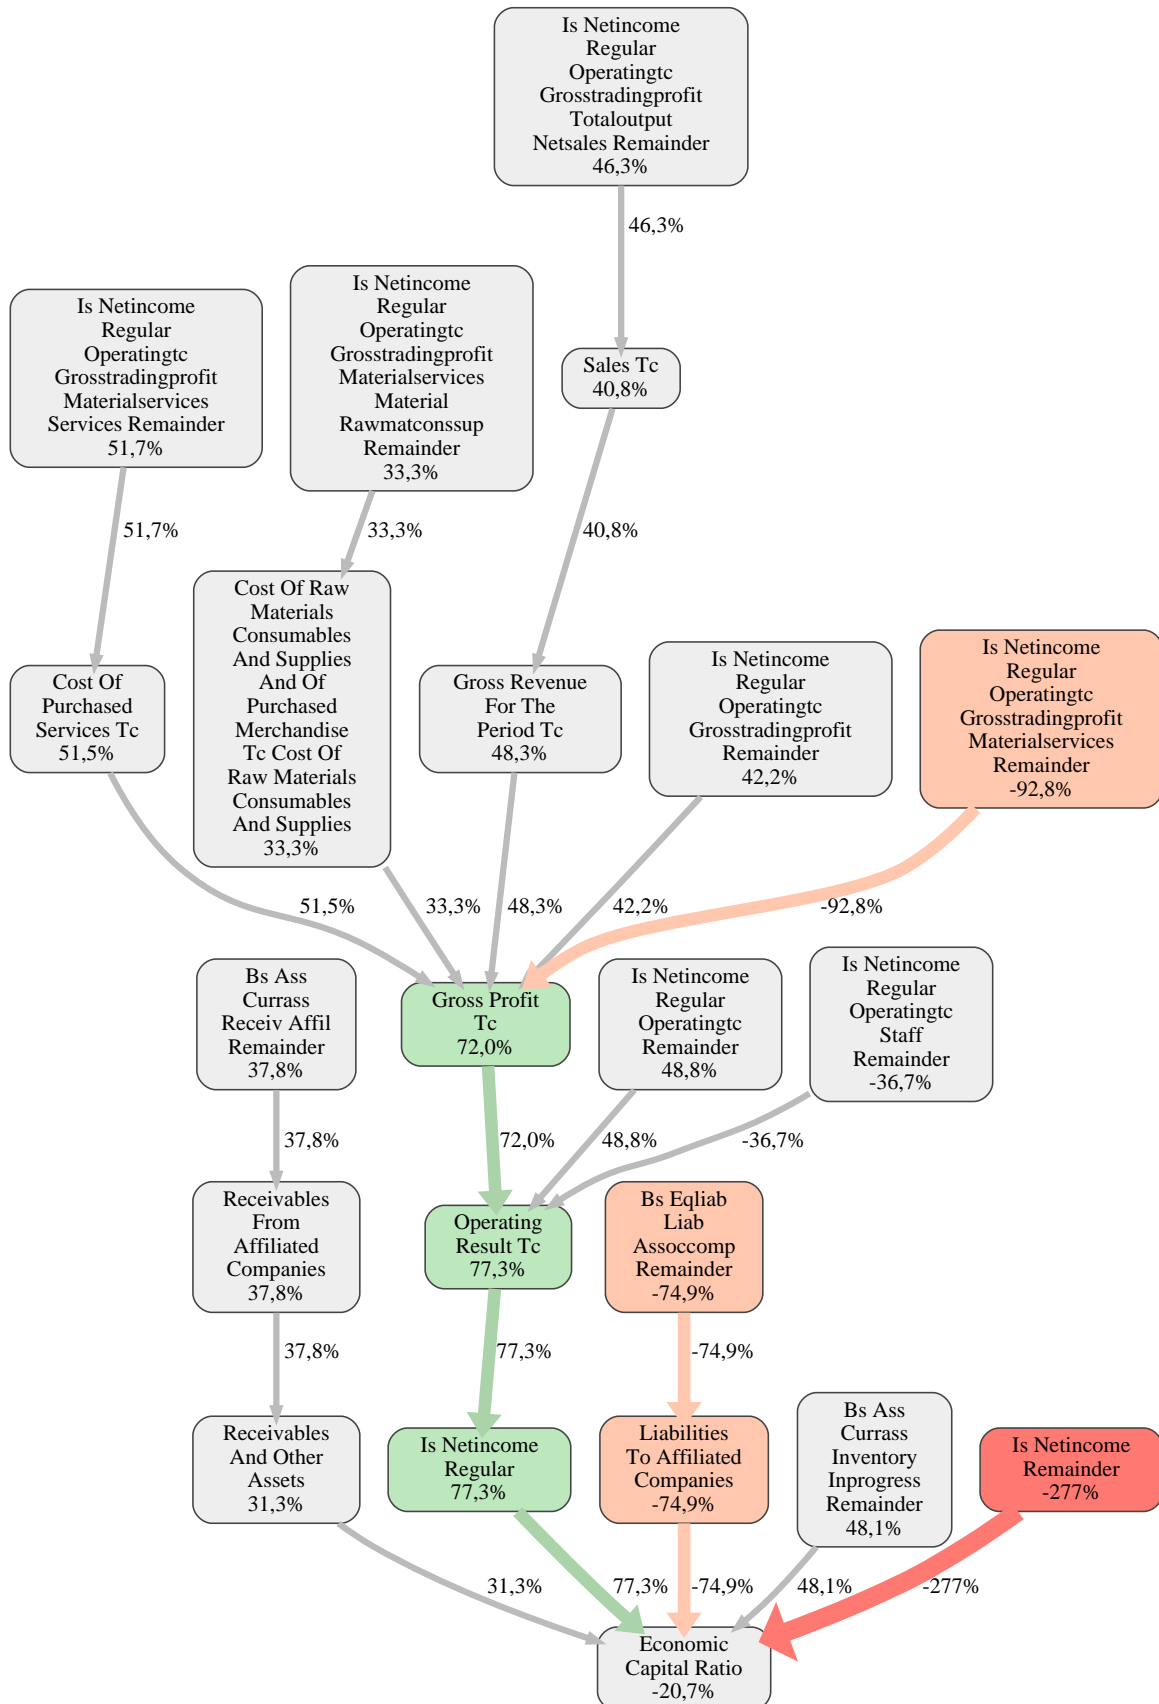 Is Netincome
Regular
Operatingtc
Grosstradingprofit
Totaloutput
Netsales Remainder
46,3%
46,3%
Is Netincome
Regular
Operatingtc
Grosstradingprofit
Materialservices
Services Remainder
51,7%
Is Netincome
Regular
Operatingtc
Grosstradingprofit
Materialservices
Material
Rawmatconssup
Remainder
33,3%
Sales Tc
40,8%
51,7%
33,3%
40,8%
Cost Of
Purchased
Services Tc
51,5%
Cost Of Raw
Materials
Consumables
And Supplies
And Of
Purchased
Merchandise
Tc Cost Of
Raw Materials
Consumables
And Supplies
33,3%
Gross Revenue
For The
Period Tc
48,3%
Is Netincome
Regular
Operatingtc
Grosstradingprofit
Remainder
42,2%
Is Netincome
Regular
Operatingtc
Grosstradingprofit
Materialservices
Remainder
-92,8%
51,5%
33,3%
48,3%
42,2%
-92,8%
Bs Ass
Currass
Receiv Affil
Remainder
37,8%
Gross Profit
Tc
72,0%
Is Netincome
Regular
Operatingtc
Remainder
48,8%
Is Netincome
Regular
Operatingtc
Staff
Remainder
-36,7%
37,8%
72,0%
48,8%
-36,7%
Receivables
From
Affiliated
Companies
37,8%
Operating
Result Tc
77,3%
Bs Eqliab
Liab
Assoccomp
Remainder
-74,9%
37,8%
77,3%
-74,9%
Receivables
And Other
Assets
31,3%
Is Netincome
Regular
77,3%
Liabilities
To Affiliated
Companies
-74,9%
Bs Ass
Currass
Inventory
Inprogress
Remainder
48,1%
Is Netincome
Remainder
-277%
31,3%
77,3%
-74,9%
48,1%
-277%
Economic
Capital Ratio
-20,7%